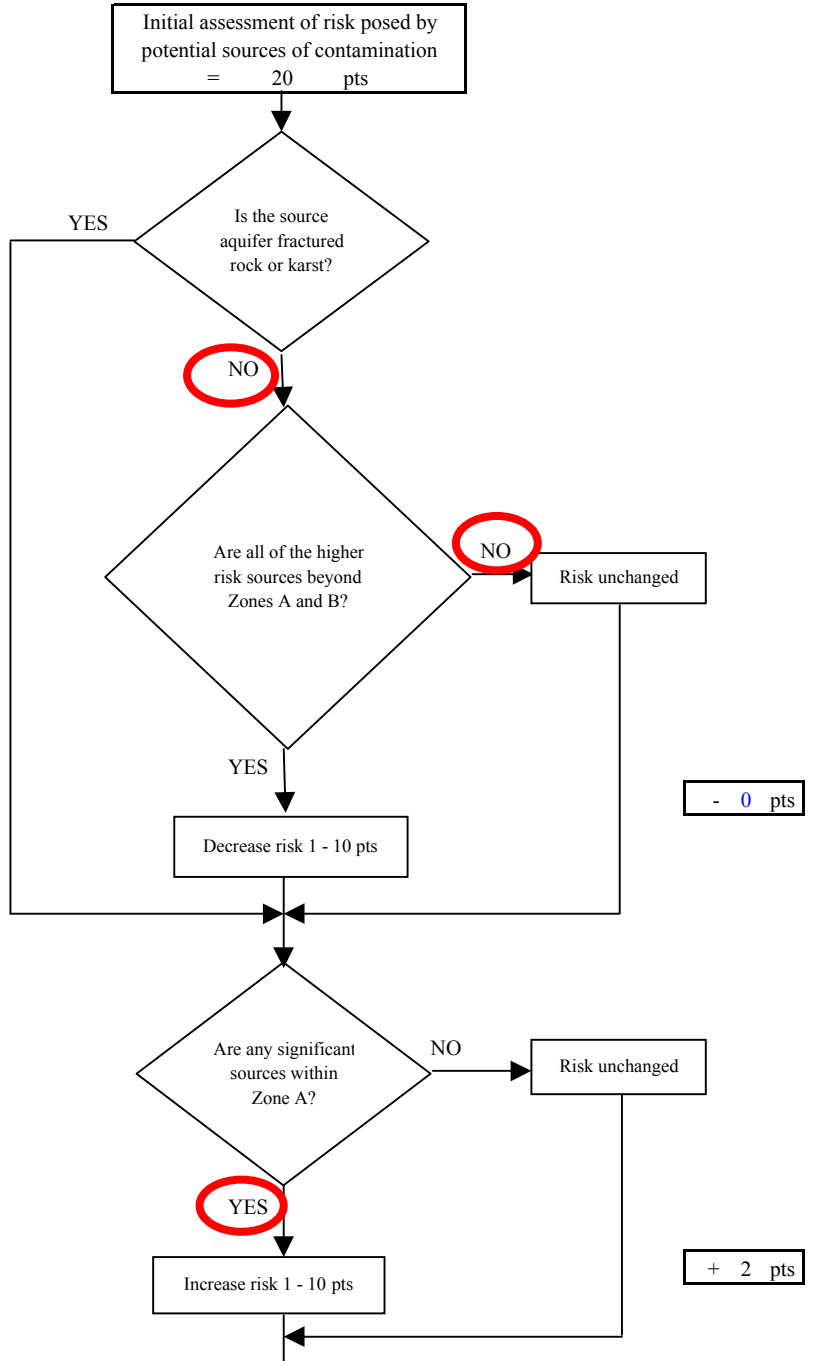 Initial assessment of risk posed by
potential sources of contamination
= 20 pts
YES
Is the source
aquifer fractured
rock or karst?
NO
Are all of the higher
risk sources beyond
Zones A and B?
NO
Risk unchanged
YES
- 0 pts
Decrease risk 1 - 10 pts
Are any significant
sources within
Zone A?
NO
Risk unchanged
YES
+ 2 pts
Increase risk 1 - 10 pts